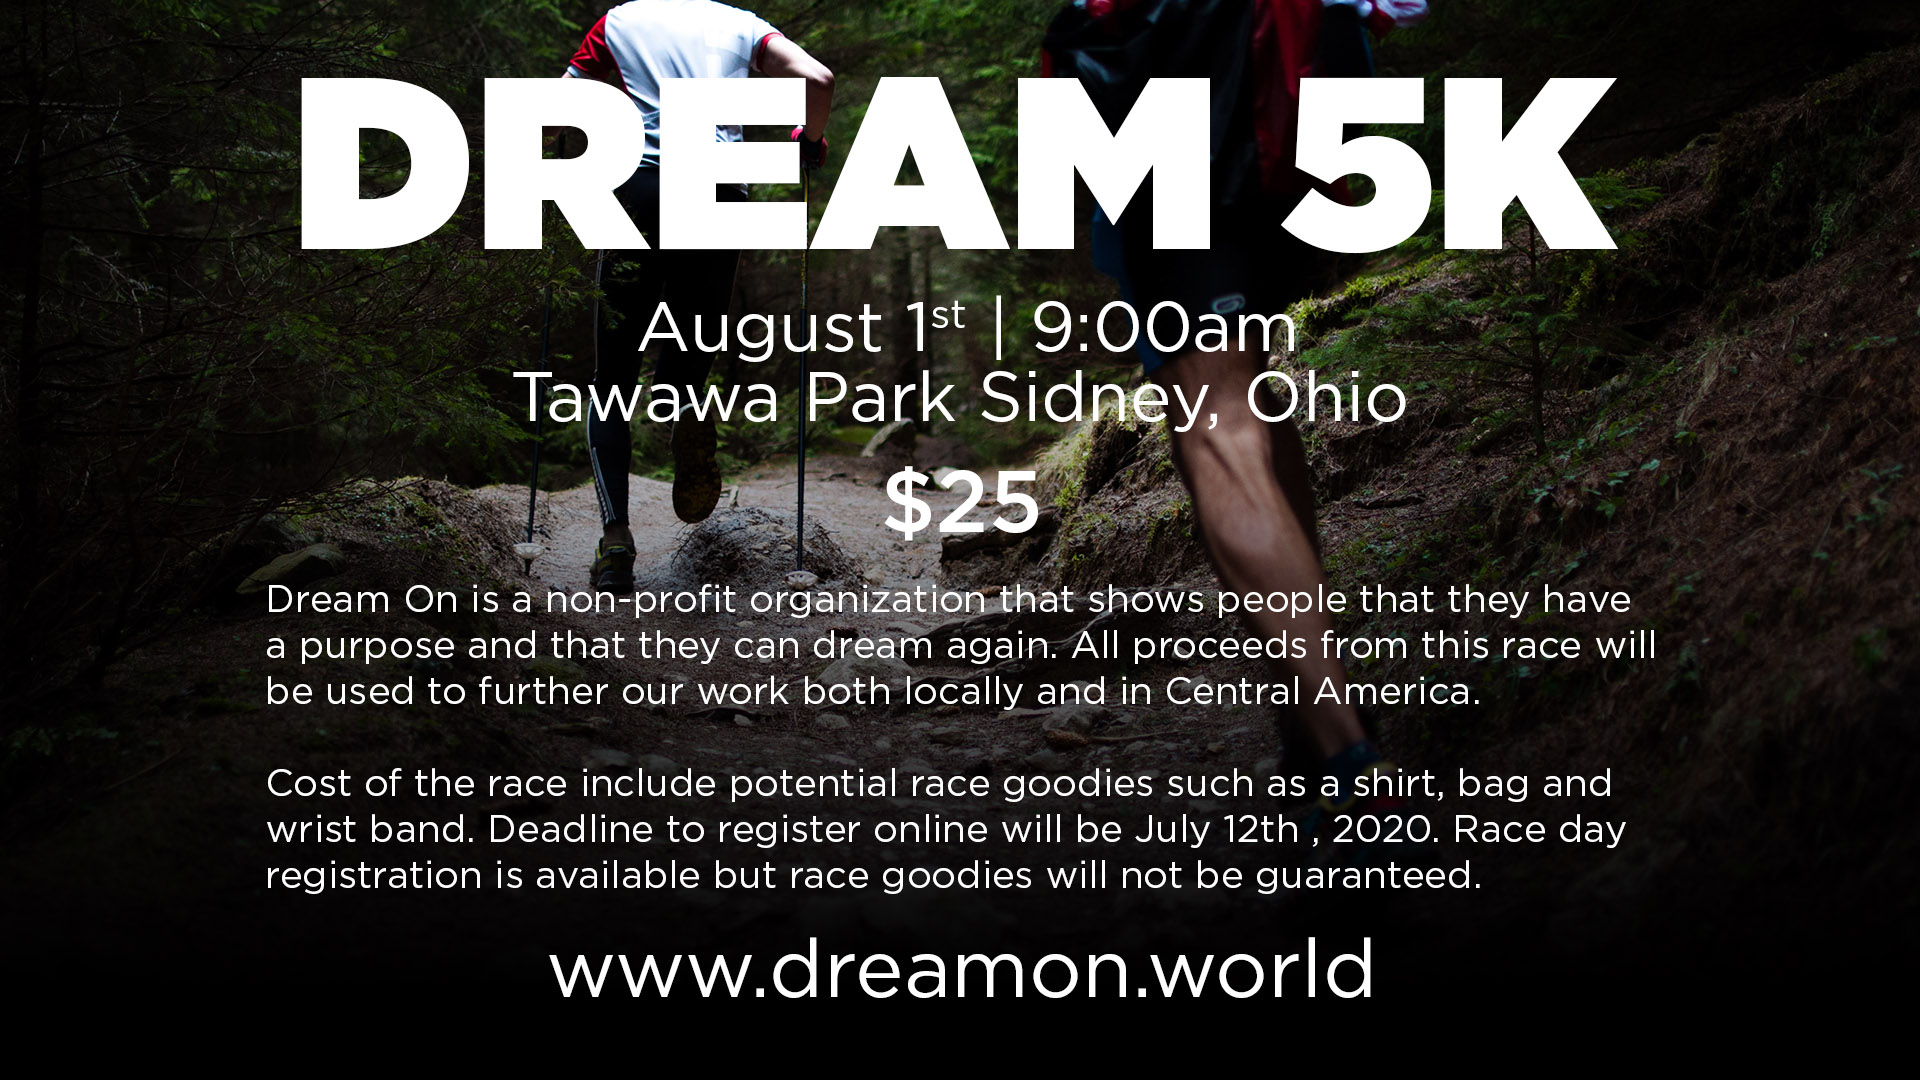 DREAM 5K
August 1st | 9:00am
Tawawa Park Sidney, Ohio
$25
Dream On is a non-profit organization that shows people that they have
a purpose and that they can dream again. All proceeds from this race will
be used to further our work both locally and in Central America.
Cost of the race include potential race goodies such as a shirt, bag and
wrist band. Deadline to register online will be July 12th , 2020. Race day
registration is available but race goodies will not be guaranteed.
www.dreamon.world